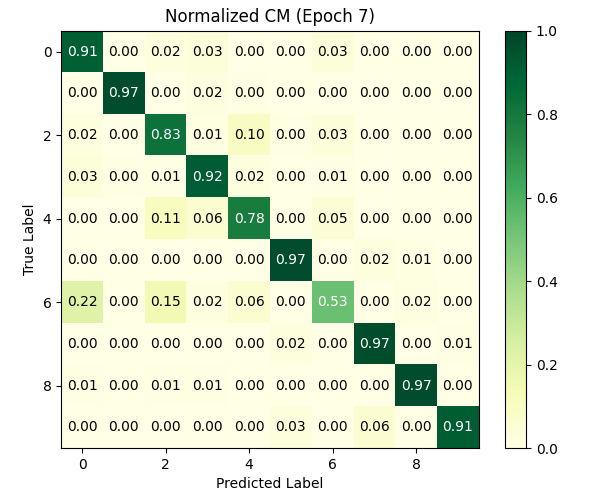 Normalized CM (Epoch 7)
0 0.91 0.00 0.02 0.03 0.00 0.00 0.03 0.00 0.00 0.00
0.00 0.97 0.00 0.02 0.00 0.00 0.00 0.00 0.00 0.00
2 0.02 0.00 0.83 0.01 0.10 0.00 0.03 0.00 0.00 0.00
0.03 0.00 0.01 0.92 0.02 0.00 0.01 0.00 0.00 0.00
4 0.00 0.00 0.11 0.06 0.78 0.00 0.05 0.00 0.00 0.00
0.00 0.00 0.00 0.00 0.00 0.97 0.00 0.02 0.01 0.00
6 0.22 0.00 0.15 0.02 0.06 0.00 0.53 0.00 0.02 0.00
0.00 0.00 0.00 0.00 0.00 0.02 0.00 0.97 0.00 0.01
8 0.01 0.00 0.01 0.01 0.00 0.00 0.00 0.00 0.97 0.00
0.00 0.00 0.00 0.00 0.00 0.03 0.00 0.06 0.00 0.91
0 2 4 6 8
Predicted Label
True Label
1.0
0.8
0.6
0.4
0.2
0.0